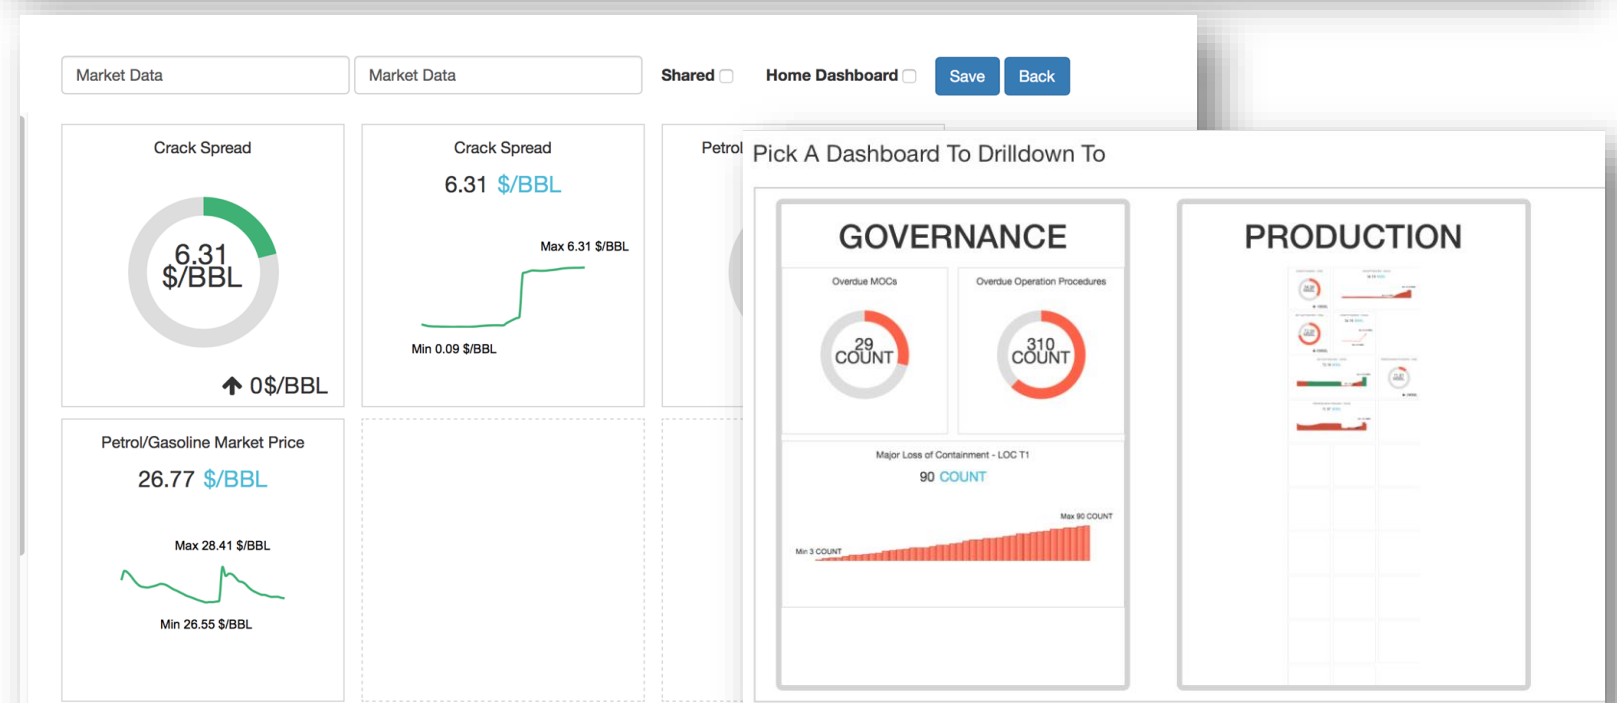 Market Data
Market Data
Shared
Home Dashboard
Save
Back
Crack Spread
6.31
$/BBL
0$/BBL
Crack Spread
6.31 $/BBL
Max 6.31 $/BBL
Min 0.09 $/BBL
Petrol
Petrol/Gasoline Market Price
26.77 $/BBL
Max 28.41 $/BBL
Min 26.55 $/BBL
Pick A Dashboard To Drilldown To
GOVERNANCE
Overdue MOCs
29
COUNT
Overdue Operation Procedures
310
COUNT
Major Loss of Containment - LOC T1
90 COUNT
Max 90 COUNT
Min 3 COUNT
PRODUCTION